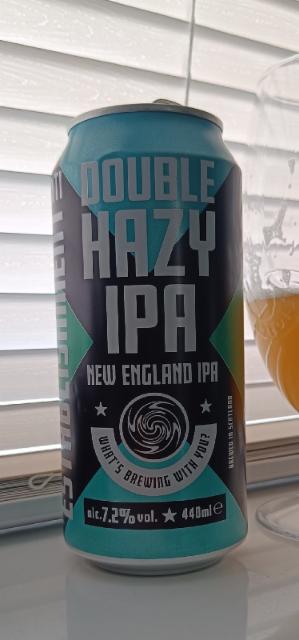 DOUBLE
HAZY
IPA
NEW ENGLAND IPA
WHAT'S BREWING WITH YOU?
alc.7.2%vol. ★ 440ml ℮
BREWED IN SCOTLAND